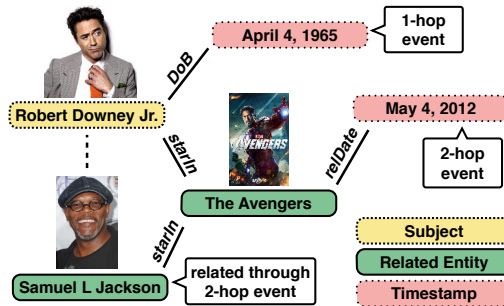 1-hop
event
April 4, 1965
DoB
Robert Downey Jr.
starIn
AVENGERS
relDate
May 4, 2012
2-hop
event
The Avengers
starIn
Samuel L Jackson
related through
2-hop event
Subject
Related Entity
Timestamp